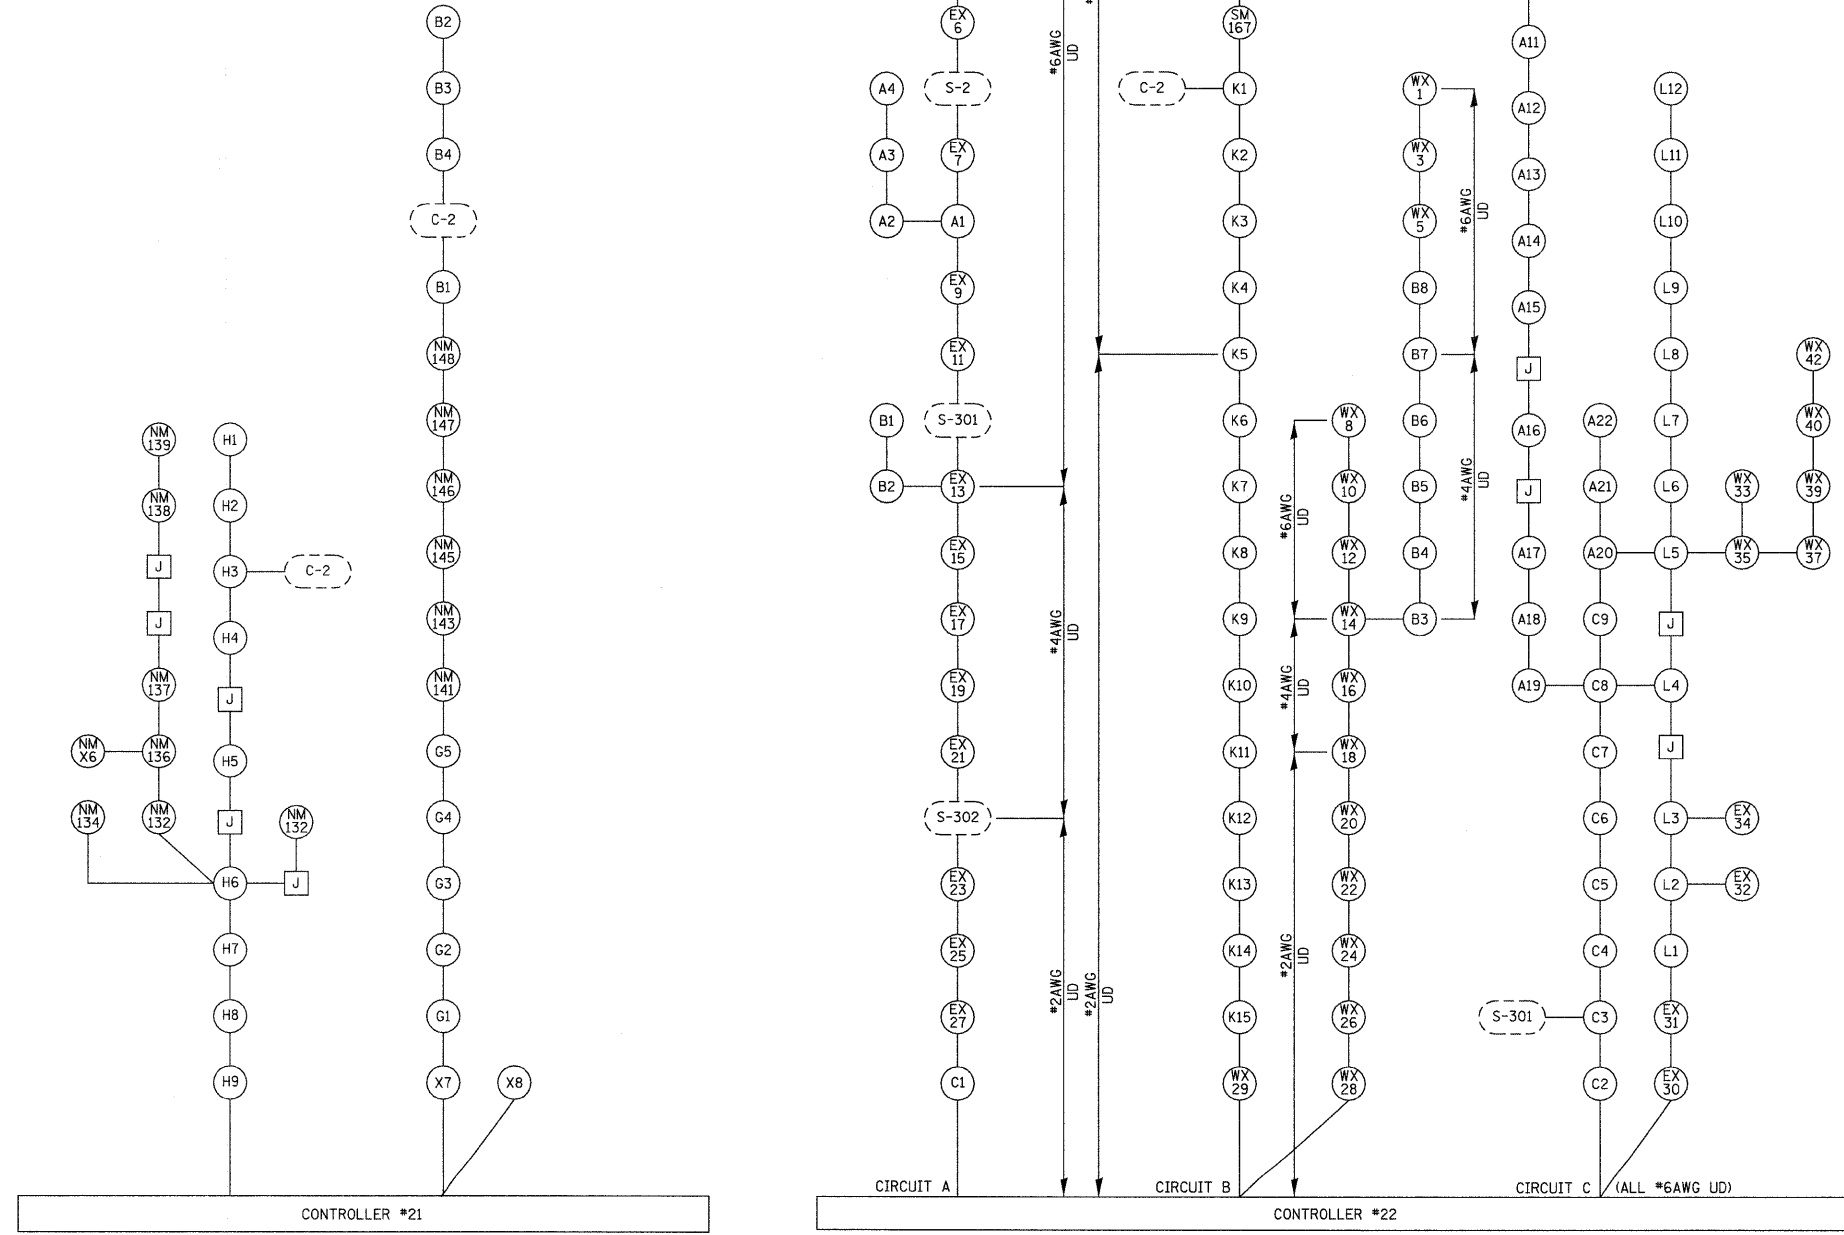 B2
B3
B4
C-2
B1
NM 148
NM 147
NM 146
NM 145
NM 143
NM 141
G5
G4
G3
G2
G1
X7
X8
NM 139
NM 138
J
J
NM 137
NM X6
NM 136
NM 134
NM 132
H1
H2
H3
C-2
H4
J
H5
J
NM 132
H6
J
H7
H8
H9
CONTROLLER #21
EX 6
S-2
EX 7
A4
A3
A2
A1
EX 9
EX 11
S-301
B1
B2
EX 13
EX 15
EX 17
EX 19
EX 21
S-302
EX 23
EX 25
EX 27
C1
CIRCUIT A
#6AWG UD
#4AWG UD
#2AWG UD
#2AWG UD
SM 167
C-2
K1
K2
K3
K4
K5
K6
K7
K8
K9
K10
K11
K12
K13
K14
K15
WX 29
CIRCUIT B
#6AWG UD
#4AWG UD
#2AWG UD
WX 8
WX 10
WX 12
WX 14
WX 16
WX 18
WX 20
WX 22
WX 24
WX 26
WX 28
WX 1
WX 3
WX 5
B8
B7
B6
B5
B4
B3
#6AWG UD
#4AWG UD
A11
A12
A13
A14
A15
J
A16
J
A17
A18
A19
A22
A21
A20
C9
C8
C7
C6
C5
C4
S-301
C3
C2
L12
L11
L10
L9
L8
L7
L6
L5
J
L4
J
L3
EX 34
L2
EX 32
L1
EX 31
EX 30
WX 33
WX 35
WX 42
WX 40
WX 39
WX 37
CIRCUIT C (ALL #6AWG UD)
CONTROLLER #22